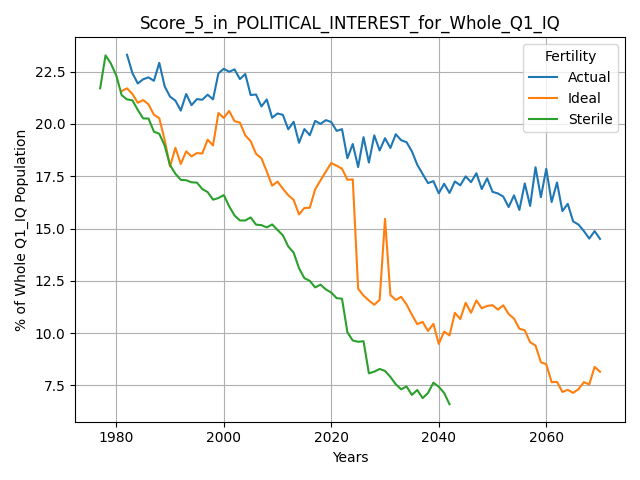 Score_5_in_POLITICAL_INTEREST_for_Whole_Q1_IQ
Fertility
Actual
Ideal
Sterile
% of Whole Q1_IQ Population
22.5
20.0
17.5
15.0
12.5
10.0
7.5
1980 2000 2020 2040 2060
Years